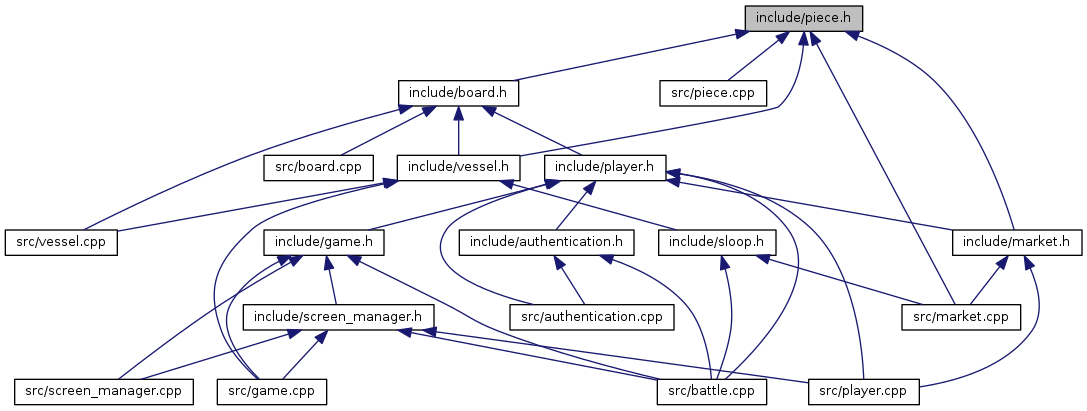 include/piece.h
include/board.h
src/piece.cpp
src/board.cpp
include/vessel.h
include/player.h
src/vessel.cpp
include/game.h
include/authentication.h
include/sloop.h
include/market.h
include/screen_manager.h
src/authentication.cpp
src/market.cpp
src/screen_manager.cpp
src/game.cpp
src/battle.cpp
src/player.cpp